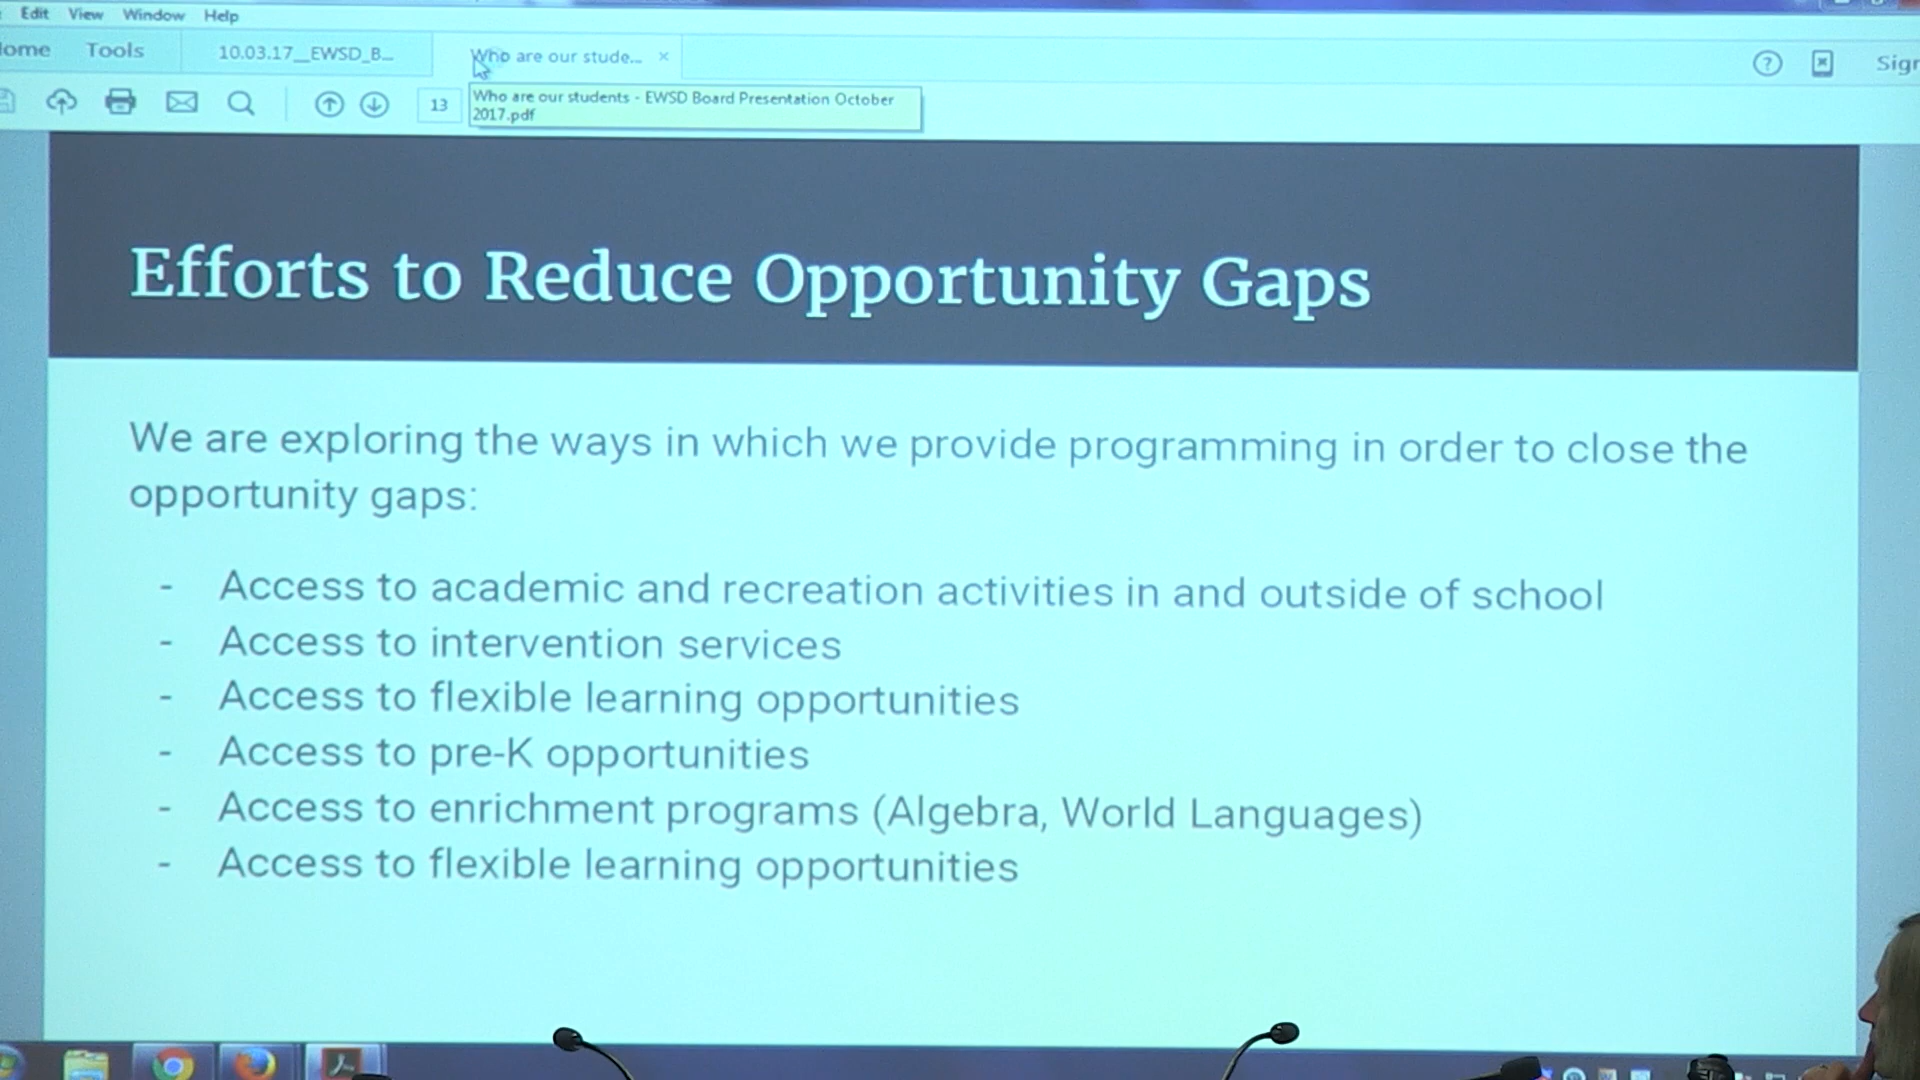 Edit View Window Help
Tools 10.03.17__EWSD_B... Who are our stude... ×
13
Who are our students - EWSD Board Presentation October
2017.pdf
Efforts to Reduce Opportunity Gaps
We are exploring the ways in which we provide programming in order to close the
opportunity gaps:
- Access to academic and recreation activities in and outside of school
- Access to intervention services
- Access to flexible learning opportunities
- Access to pre-K opportunities
- Access to enrichment programs (Algebra, World Languages)
- Access to flexible learning opportunities